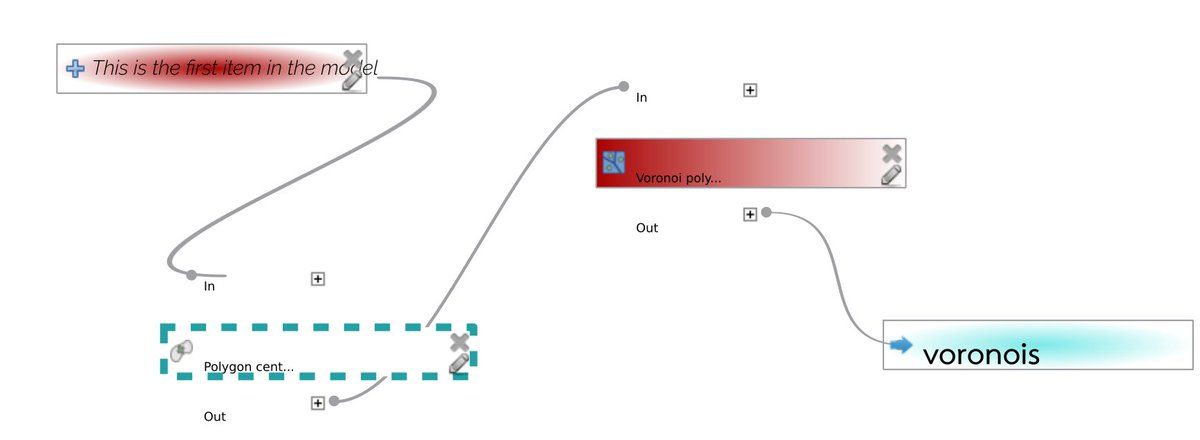 This is the first item in the model
In
Polygon cent...
Out
In
Voronoi poly...
Out
voronois